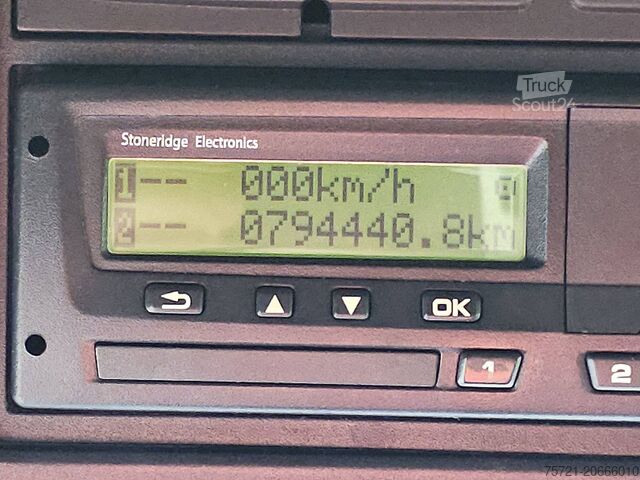 Truck
Scout24
Stoneridge Electronics
1-- 000km/h
2-- 0794440.8km
OK
1
2
75721-20666010